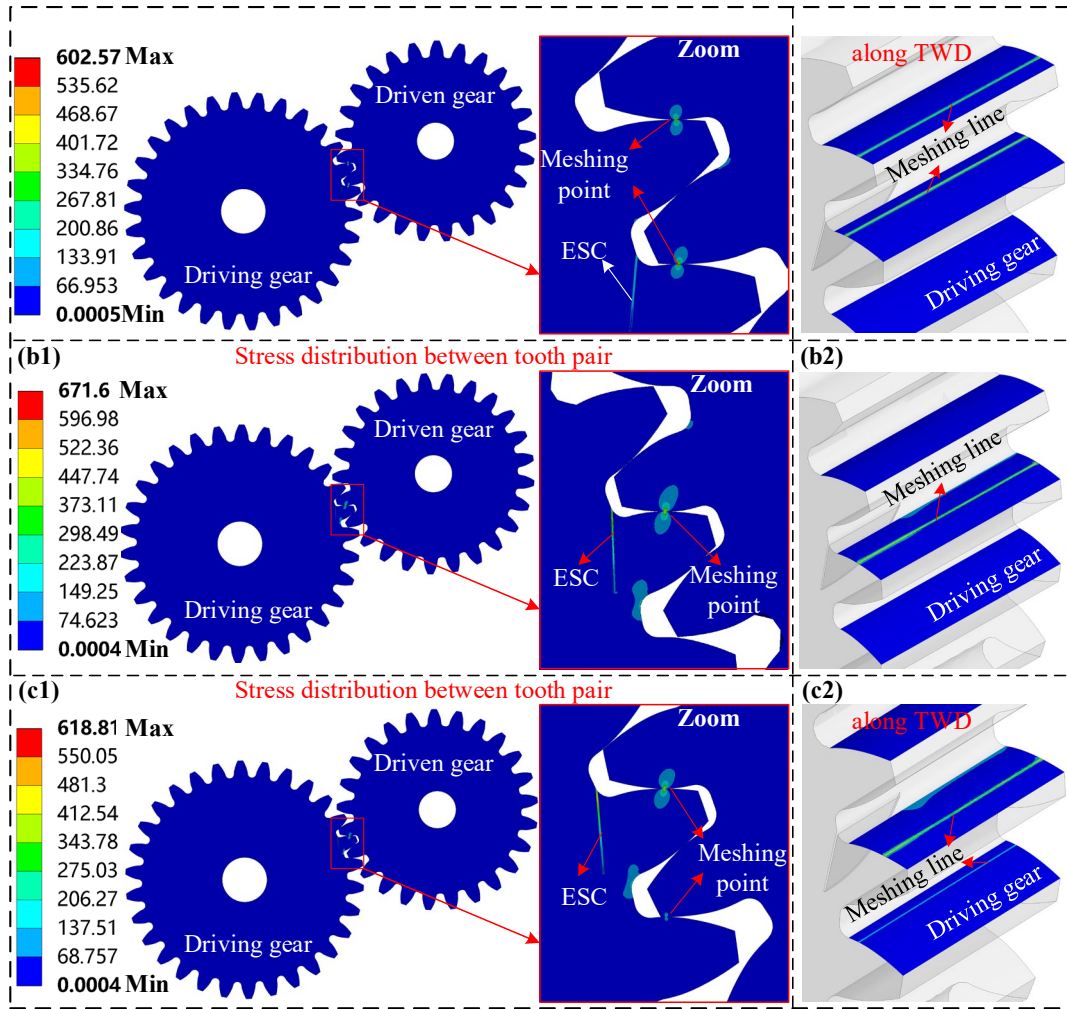 602.57 Max
535.62
468.67
401.72
334.76
267.81
200.86
133.91
66.953
0.0005Min
Driven gear
Driving gear
Zoom
Meshing
point
ESC
along TWD
Meshing line
Driving gear
(b1)
Stress distribution between tooth pair
(b2)
671.6 Max
596.98
522.36
447.74
373.11
298.49
223.87
149.25
74.623
0.0004 Min
Driven gear
Driving gear
Zoom
ESC
Meshing
point
Meshing line
Driving gear
(c1)
Stress distribution between tooth pair
(c2)
618.81 Max
550.05
481.3
412.54
343.78
275.03
206.27
137.51
68.757
0.0004 Min
Driven gear
Driving gear
Zoom
Meshing
point
ESC
along TWD
Meshing line
Driving gear